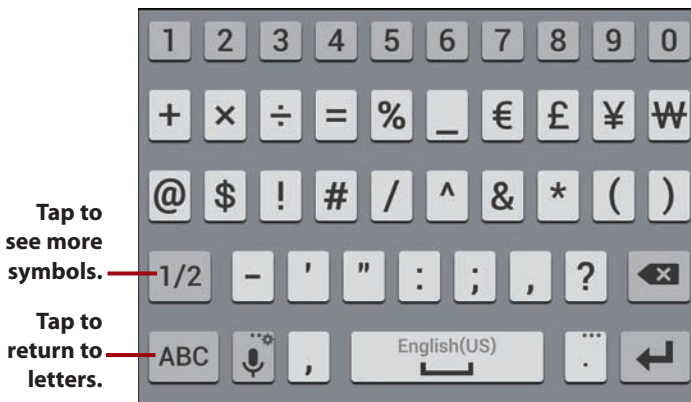 1 2 3 4 5 6 7 8 9 0
+ × ÷ = % _ € £ ¥ ₩
@ $ ! # / ^ & * ( )
Tap to
see more
symbols.
1/2 - ' " : ; , ?
Tap to
return to
letters.
ABC , English(US) .